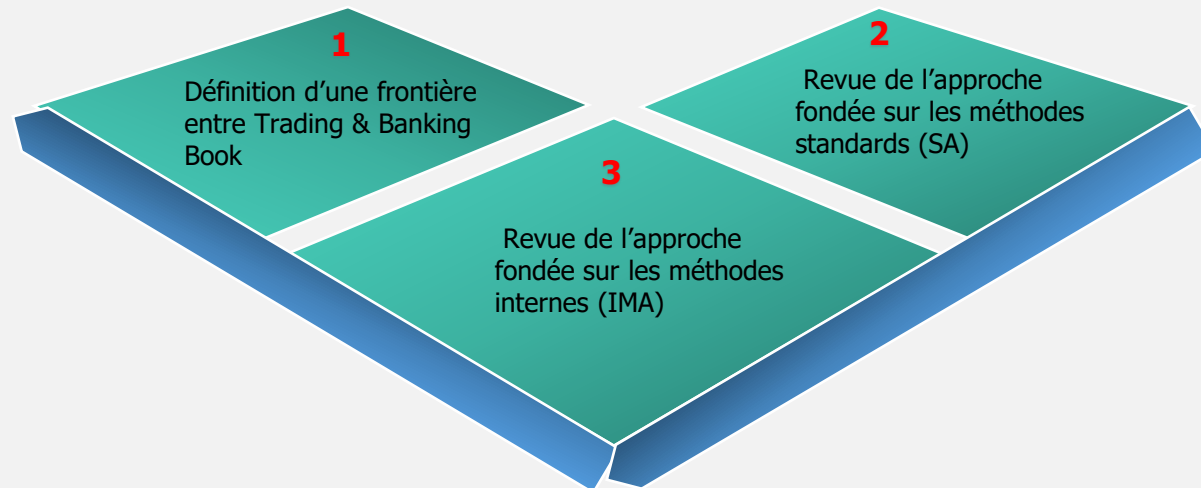 1
Définition d’une frontière
entre Trading & Banking
Book
2
Revue de l’approche
fondée sur les méthodes
standards (SA)
3
Revue de l’approche
fondée sur les méthodes
internes (IMA)